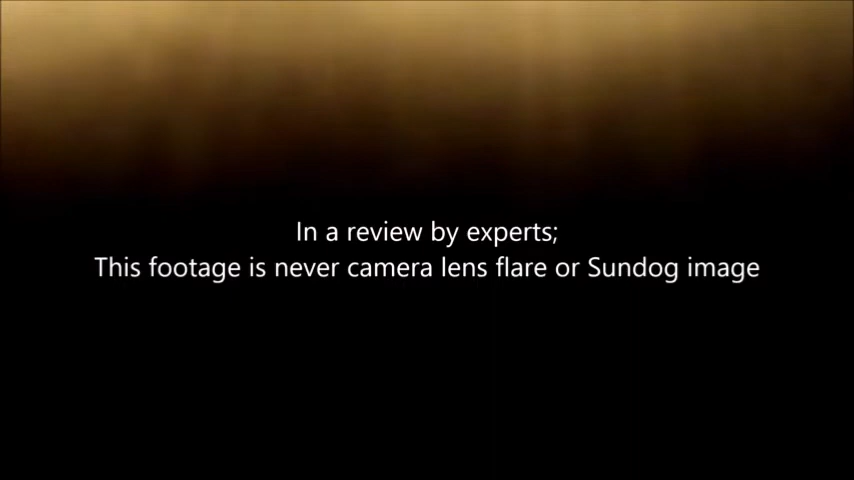 In a review by experts;
This footage is never camera lens flare or Sundog image